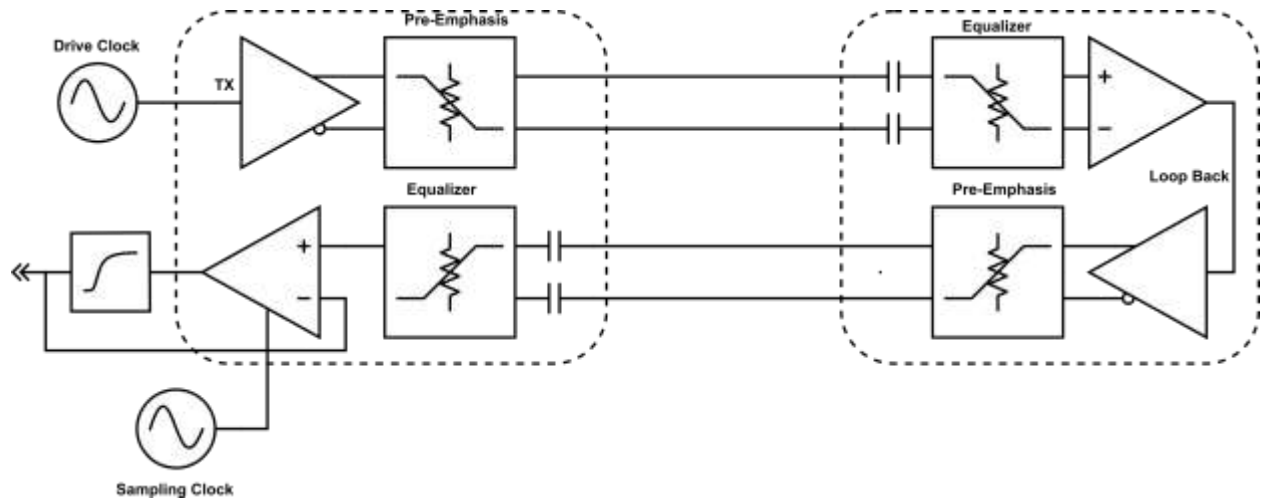 Pre-Emphasis
Equalizer
Drive Clock
TX
+
−
Loop Back
Equalizer
Pre-Emphasis
+
−
Sampling Clock